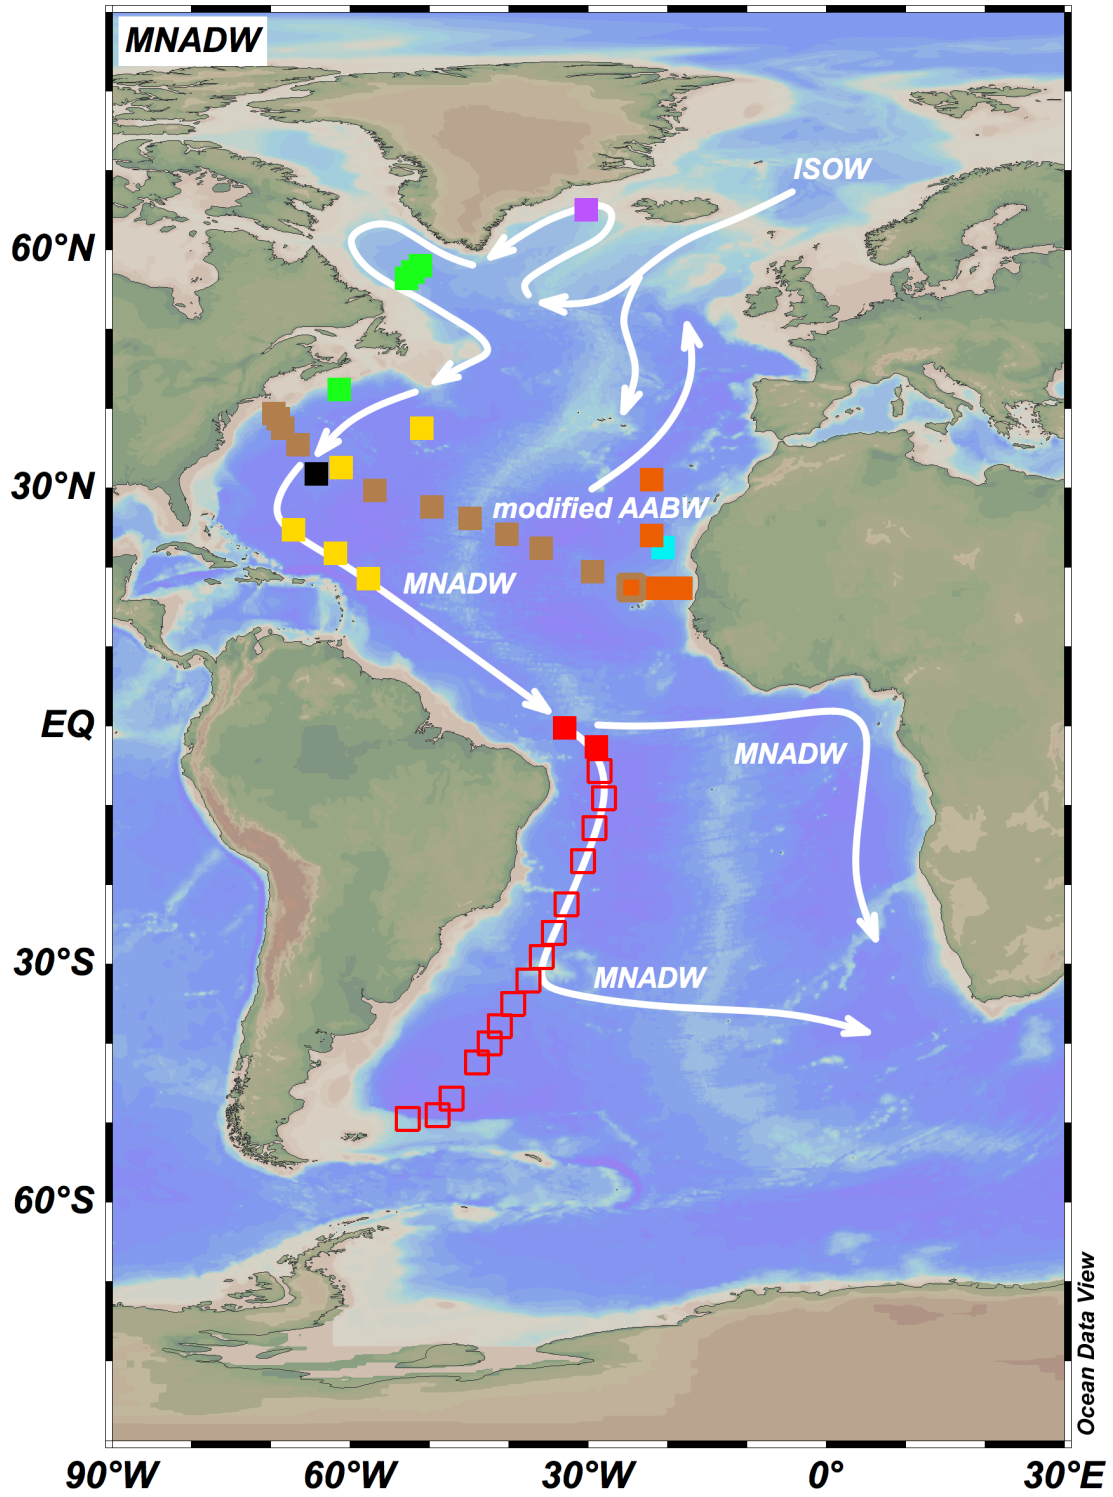 MNADW
ISOW
60°N
30°N
modified AABW
MNADW
EQ
MNADW
30°S
MNADW
60°S
Ocean Data View
90°W
60°W
30°W
0°
30°E